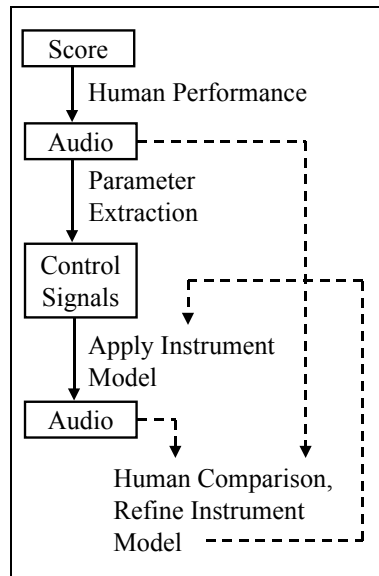 Score
Human Performance
Audio
Parameter
Extraction
Control
Signals
Apply Instrument
Model
Audio
Human Comparison,
Refine Instrument
Model